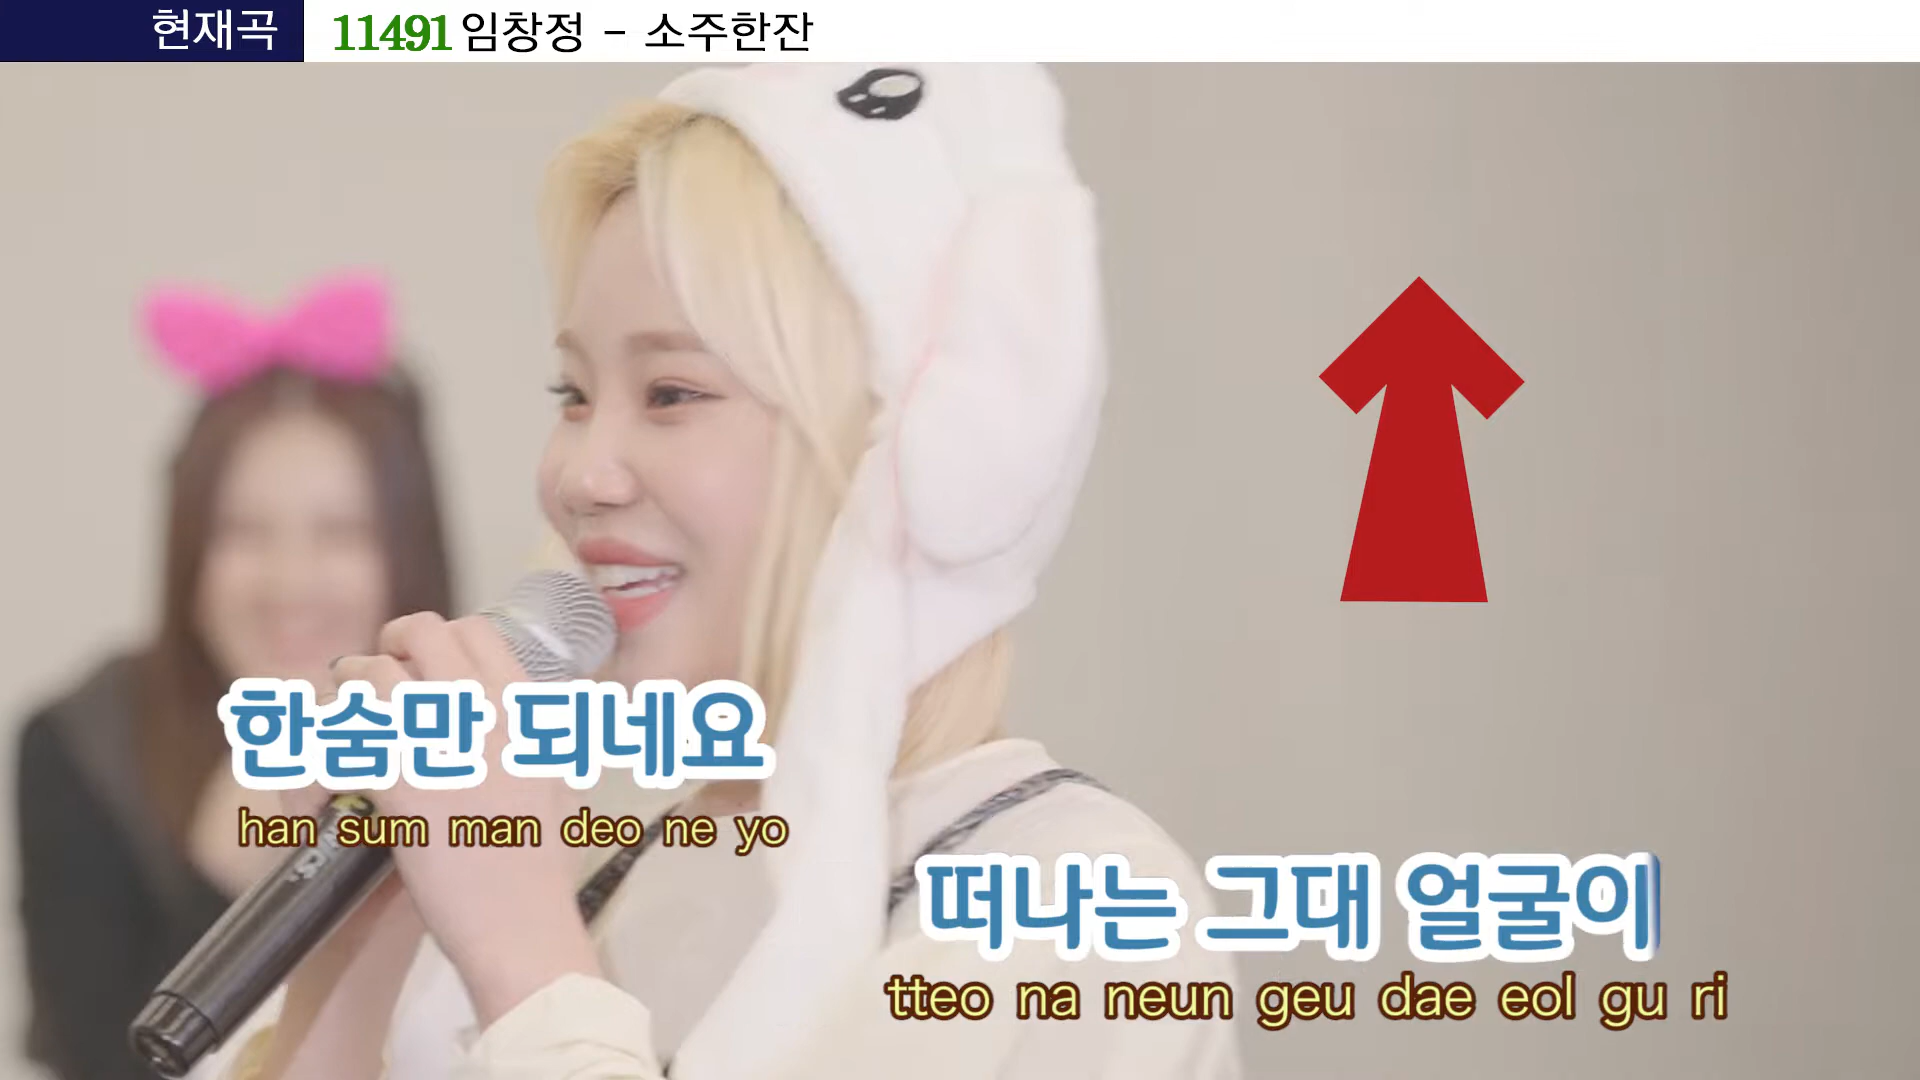 현재곡 11491 임창정 - 소주한잔
한숨만 되네요
han sum man deo ne yo
떠나는 그대 얼굴이
tteo na neun geu dae eol gu ri